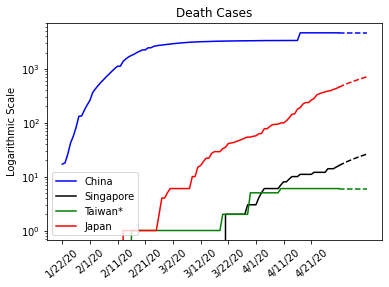 Death Cases
Logarithmic Scale
10³
10²
10¹
10⁰
China
Singapore
Taiwan*
Japan
1/22/20
2/1/20
2/11/20
2/21/20
3/2/20
3/12/20
3/22/20
4/1/20
4/11/20
4/21/20